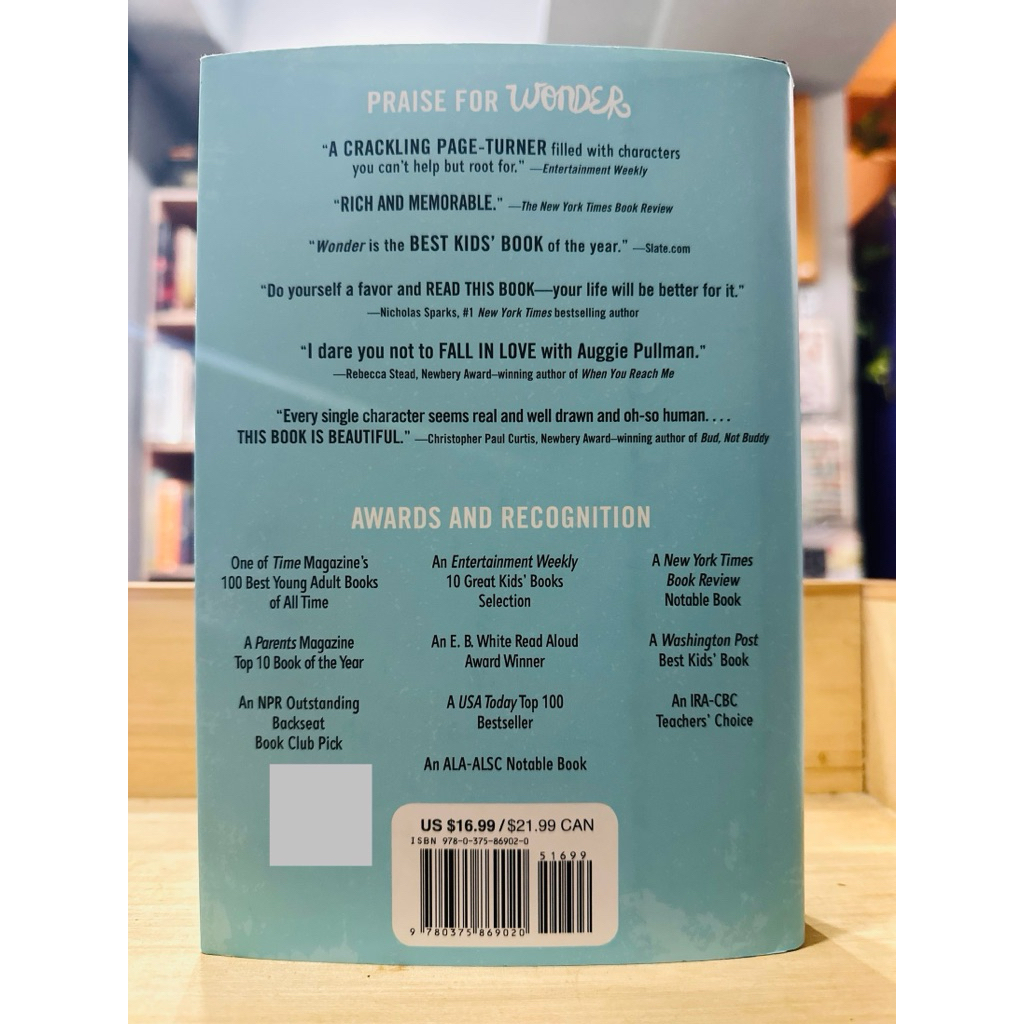 PRAISE FOR WONDER
"A CRACKLING PAGE-TURNER filled with characters
you can't help but root for." —Entertainment Weekly
"RICH AND MEMORABLE." —The New York Times Book Review
"Wonder is the BEST KIDS' BOOK of the year." —Slate.com
"Do yourself a favor and READ THIS BOOK—your life will be better for it."
—Nicholas Sparks, #1 New York Times bestselling author
"I dare you not to FALL IN LOVE with Auggie Pullman."
—Rebecca Stead, Newbery Award–winning author of When You Reach Me
"Every single character seems real and well drawn and oh-so human. . . .
THIS BOOK IS BEAUTIFUL." —Christopher Paul Curtis, Newbery Award–winning author of Bud, Not Buddy
AWARDS AND RECOGNITION
One of Time Magazine's
100 Best Young Adult Books
of All Time
An Entertainment Weekly
10 Great Kids' Books
Selection
A New York Times
Book Review
Notable Book
A Parents Magazine
Top 10 Book of the Year
An E. B. White Read Aloud
Award Winner
A Washington Post
Best Kids' Book
An NPR Outstanding
Backseat
Book Club Pick
A USA Today Top 100
Bestseller
An IRA-CBC
Teachers' Choice
An ALA-ALSC Notable Book
US $16.99 / $21.99 CAN
ISBN 978-0-375-86902-0
51699
9 780375 869020